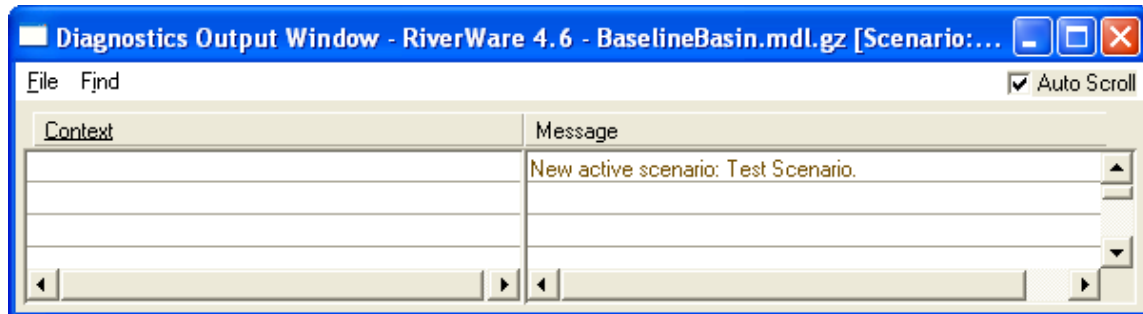 Diagnostics Output Window - RiverWare 4.6 - BaselineBasin.mdl.gz [Scenario:...
File Find Auto Scroll
Context Message
New active scenario: Test Scenario.